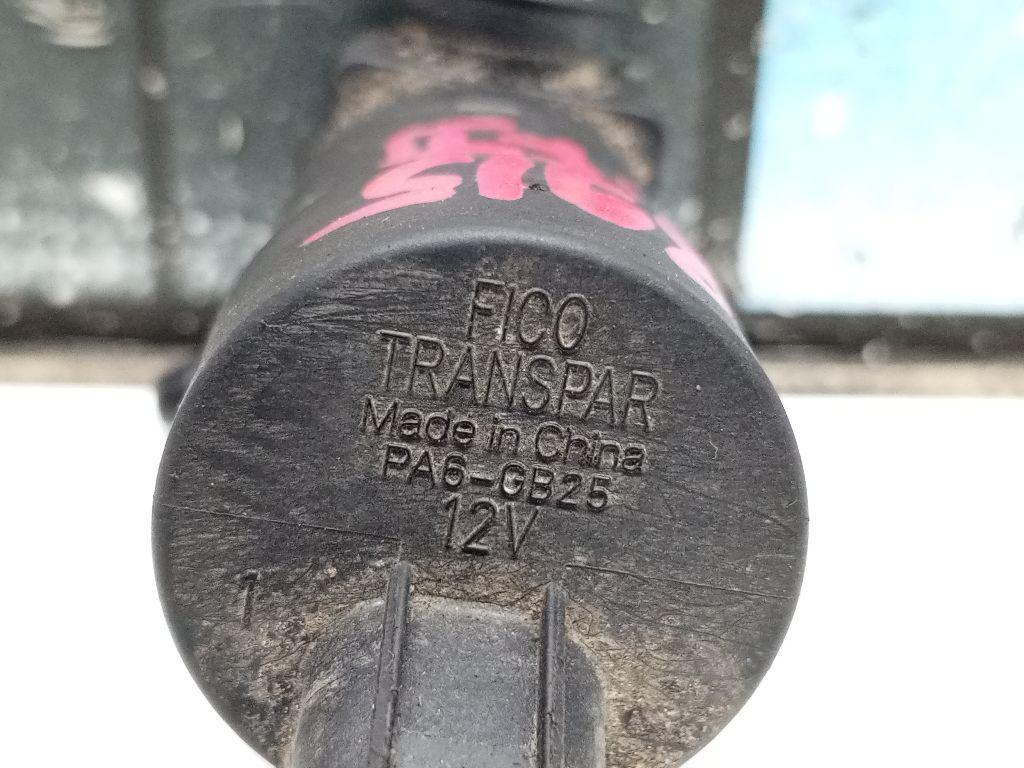 FICO
TRANSPAR
Made in China
PA6-GB25
12V
1